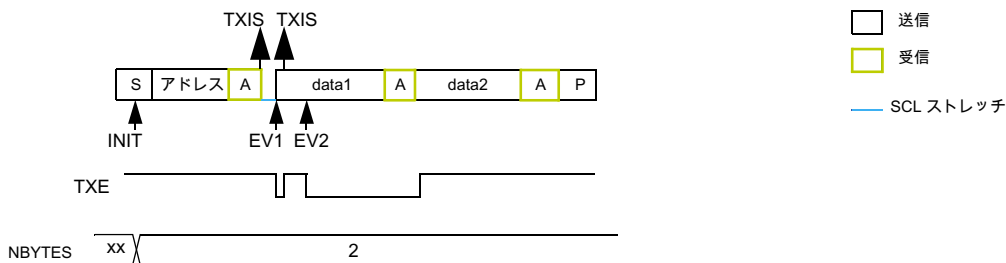 TXIS TXIS
送信
受信
SCL ストレッチ
S アドレス A data1 A data2 A P
INIT EV1 EV2
TXE
NBYTES xx 2